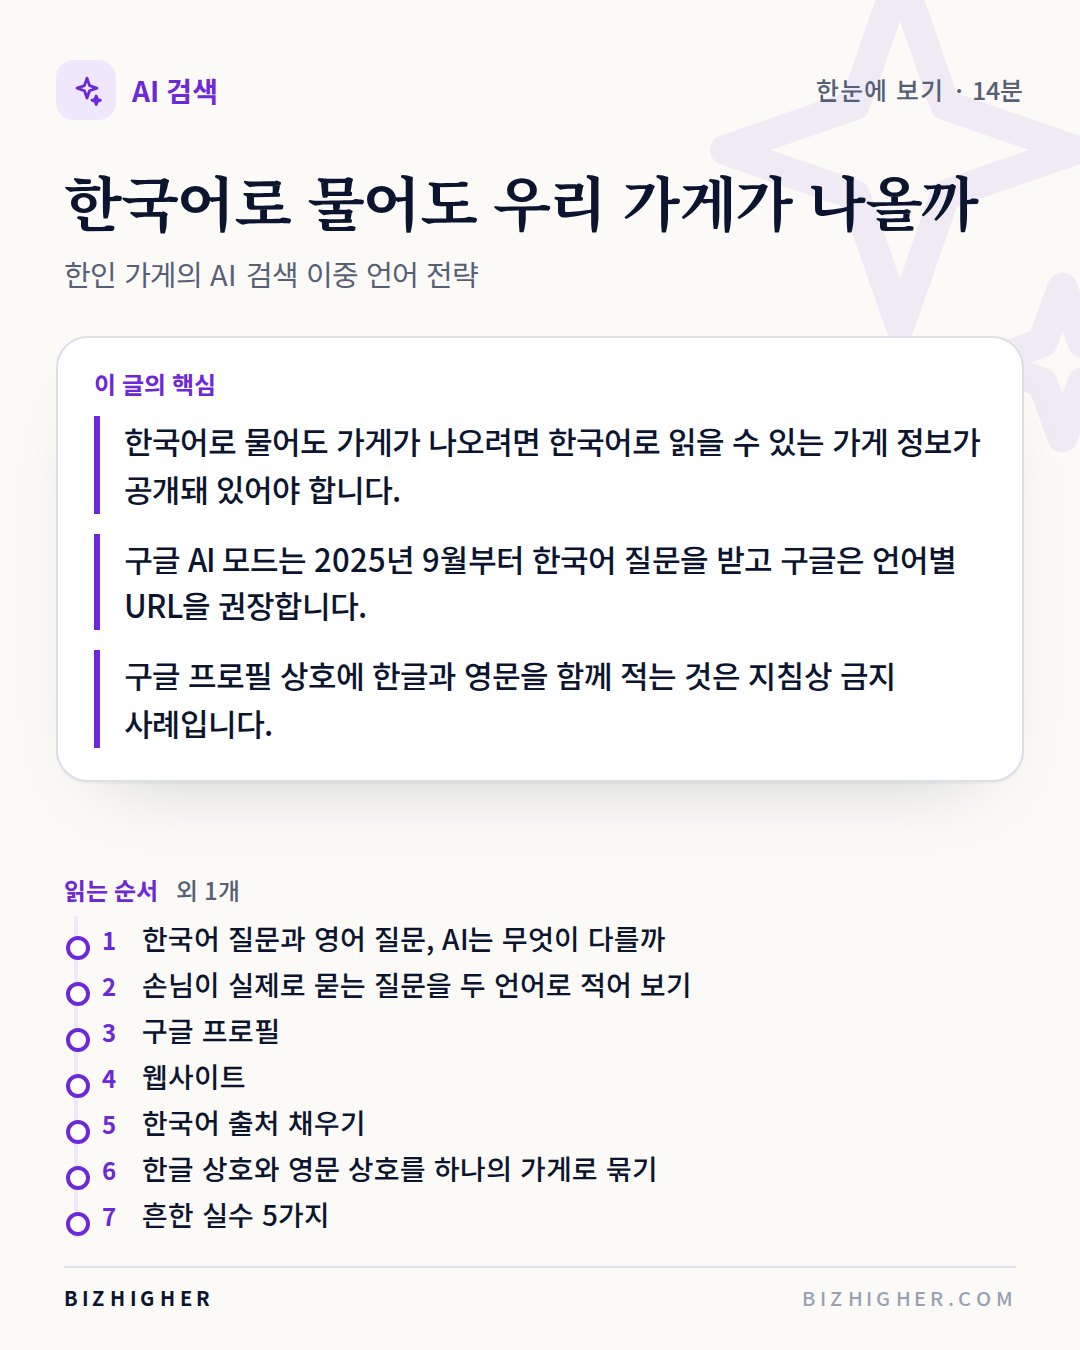 AI 검색
한눈에 보기 · 14분
한국어로 물어도 우리 가게가 나올까
한인 가게의 AI 검색 이중 언어 전략
이 글의 핵심
한국어로 물어도 가게가 나오려면 한국어로 읽을 수 있는 가게 정보가
공개돼 있어야 합니다.
구글 AI 모드는 2025년 9월부터 한국어 질문을 받고 구글은 언어별
URL을 권장합니다.
구글 프로필 상호에 한글과 영문을 함께 적는 것은 지침상 금지
사례입니다.
읽는 순서 외 1개
1 한국어 질문과 영어 질문, AI는 무엇이 다를까
2 손님이 실제로 묻는 질문을 두 언어로 적어 보기
3 구글 프로필
4 웹사이트
5 한국어 출처 채우기
6 한글 상호와 영문 상호를 하나의 가게로 묶기
7 흔한 실수 5가지
BIZHIGHER
BIZHIGHER.COM